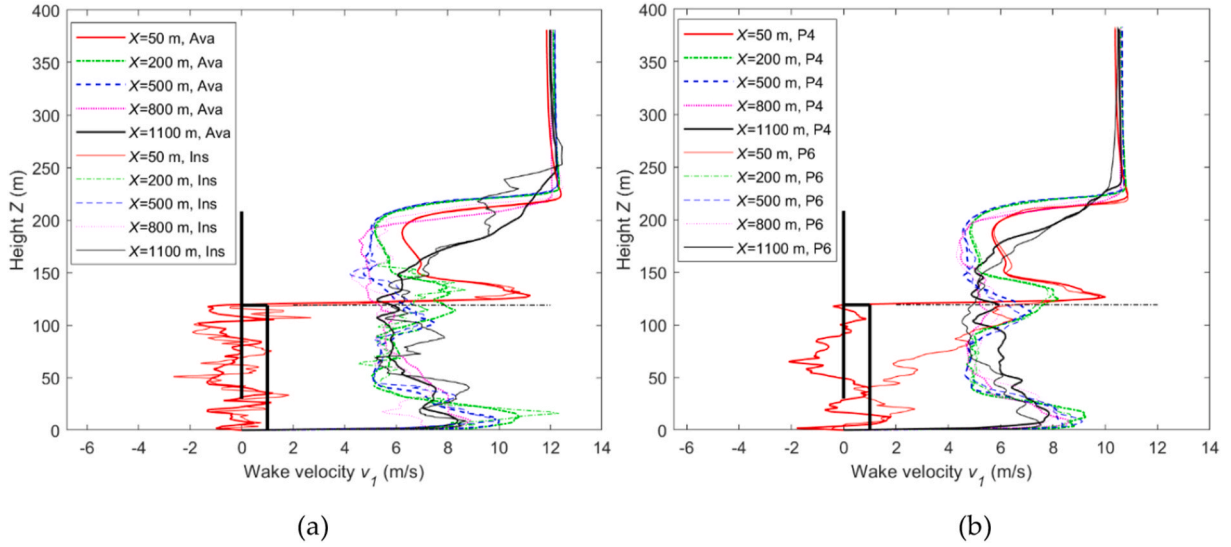 400
350
300
250
200
150
100
50
0
Height Z (m)
X=50 m, Ava
X=200 m, Ava
X=500 m, Ava
X=800 m, Ava
X=1100 m, Ava
X=50 m, Ins
X=200 m, Ins
X=500 m, Ins
X=800 m, Ins
X=1100 m, Ins
-6 -4 -2 0 2 4 6 8 10 12 14
Wake velocity v1 (m/s)
(a)
400
350
300
250
200
150
100
50
0
Height Z (m)
X=50 m, P4
X=200 m, P4
X=500 m, P4
X=800 m, P4
X=1100 m, P4
X=50 m, P6
X=200 m, P6
X=500 m, P6
X=800 m, P6
X=1100 m, P6
-6 -4 -2 0 2 4 6 8 10 12 14
Wake velocity v1 (m/s)
(b)